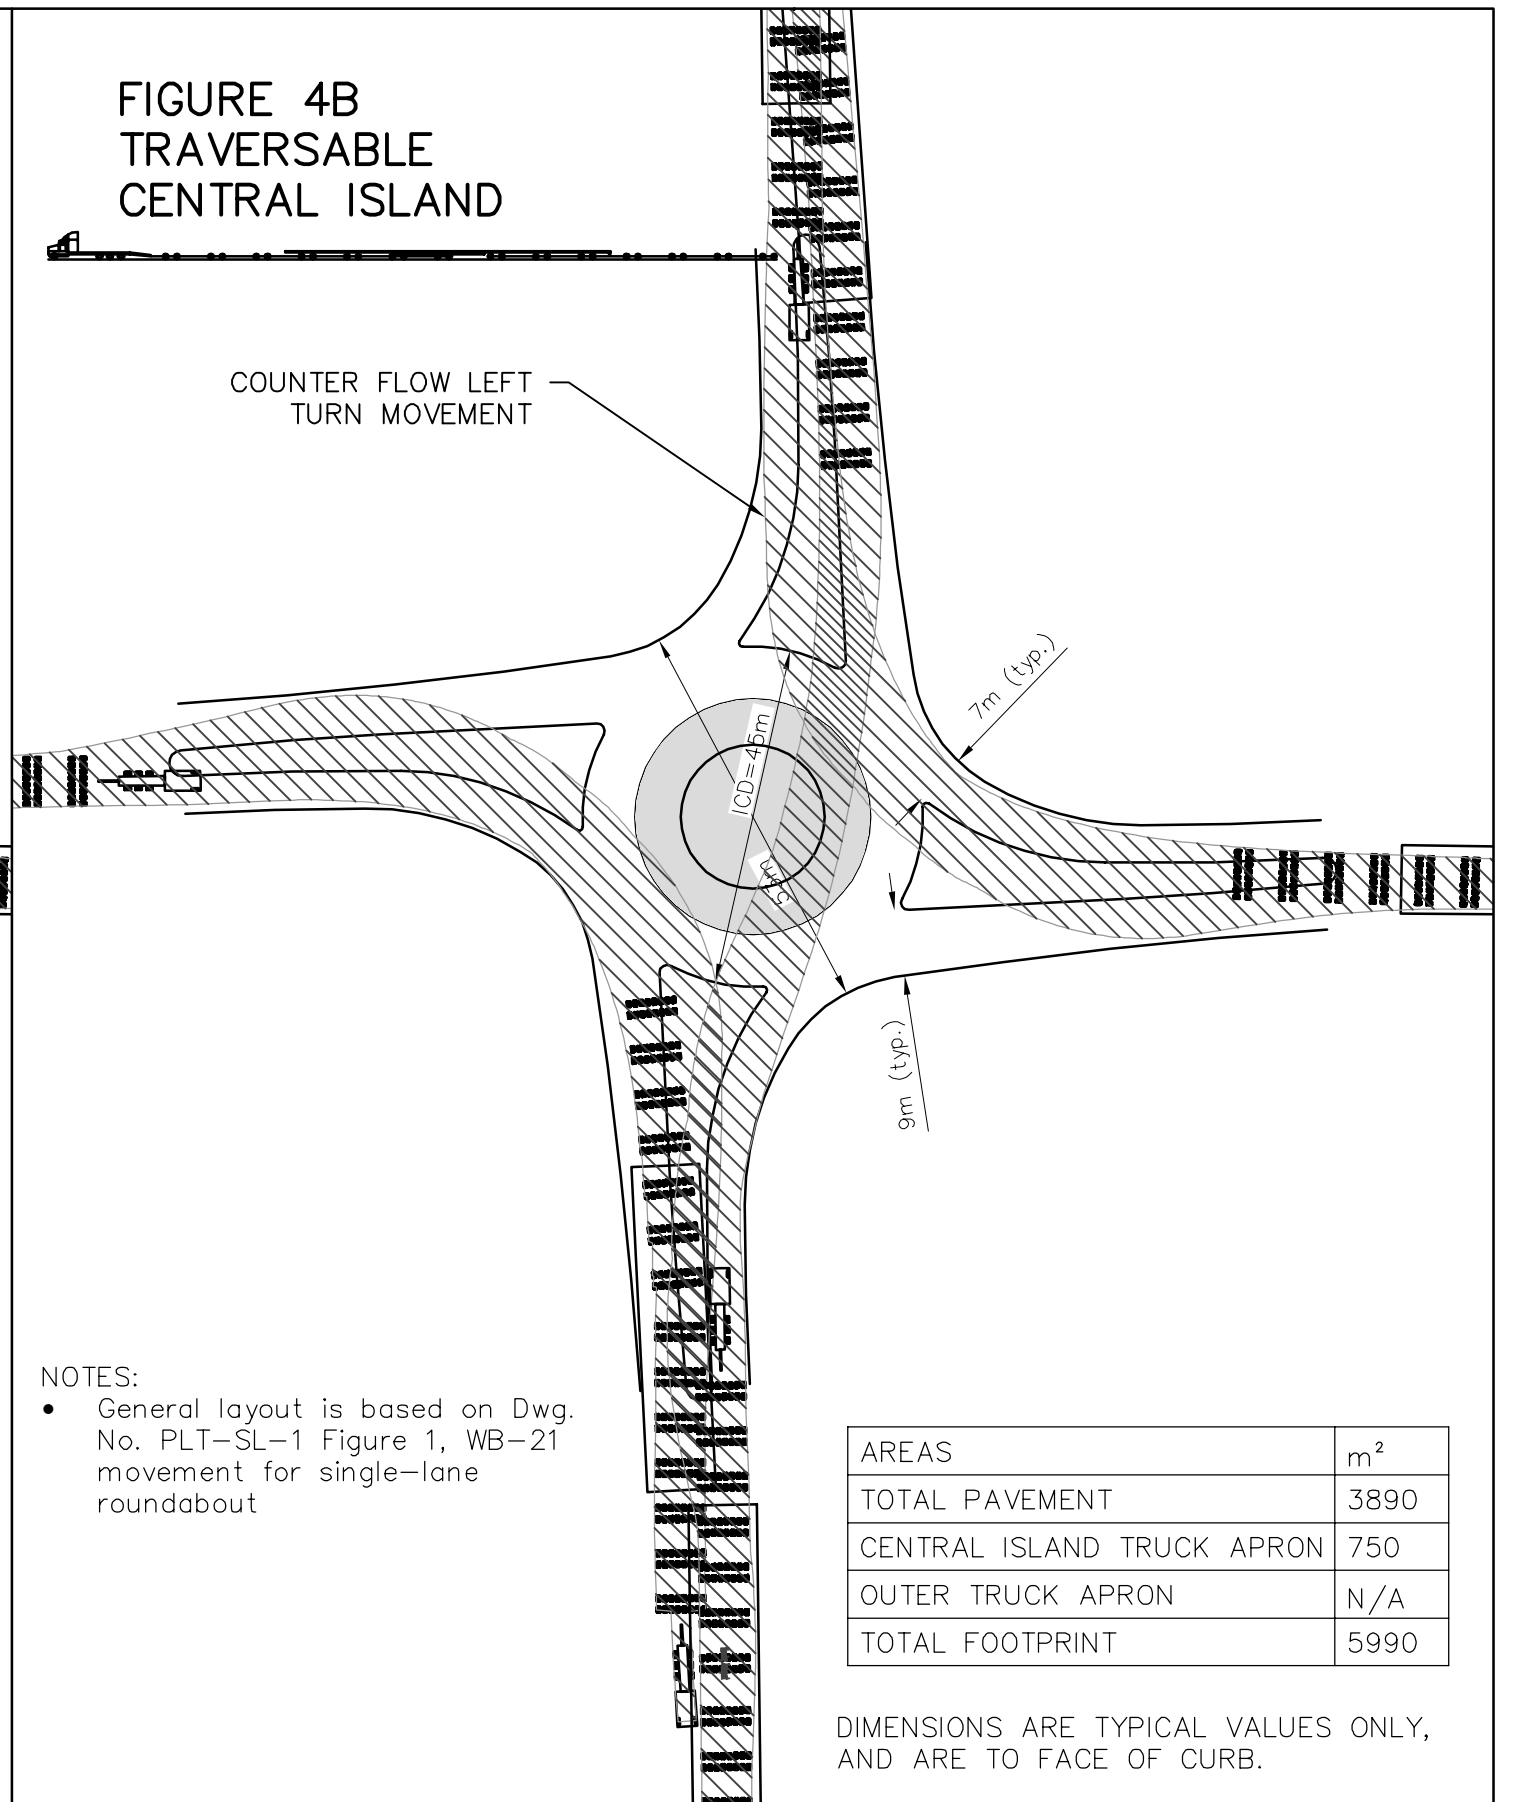 FIGURE 4B
TRAVERSABLE
CENTRAL ISLAND
COUNTER FLOW LEFT
TURN MOVEMENT
7m (typ.)
ICD=45m
9m (typ.)
NOTES:
• General layout is based on Dwg.
No. PLT-SL-1 Figure 1, WB-21
movement for single-lane
roundabout
AREAS m²
TOTAL PAVEMENT 3890
CENTRAL ISLAND TRUCK APRON 750
OUTER TRUCK APRON N/A
TOTAL FOOTPRINT 5990
DIMENSIONS ARE TYPICAL VALUES ONLY,
AND ARE TO FACE OF CURB.